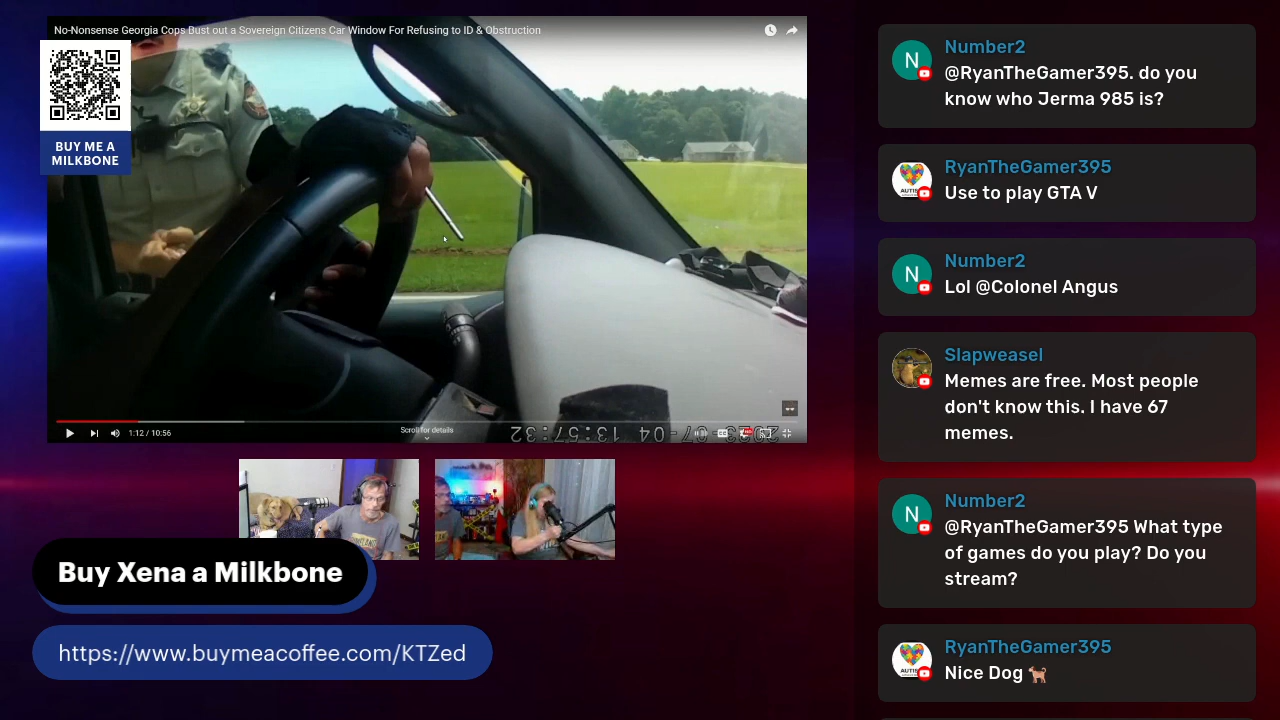 No-Nonsense Georgia Cops Bust out a Sovereign Citizens Car Window For Refusing to ID & Obstruction
BUY ME A
MILKBONE
1:12 / 10:56
Scroll for details
Buy Xena a Milkbone
https://www.buymeacoffee.com/KTZed
Number2
@RyanTheGamer395. do you
know who Jerma 985 is?
RyanTheGamer395
Use to play GTA V
Number2
Lol @Colonel Angus
Slapweasel
Memes are free. Most people
don't know this. I have 67
memes.
Number2
@RyanTheGamer395 What type
of games do you play? Do you
stream?
RyanTheGamer395
Nice Dog 🐕